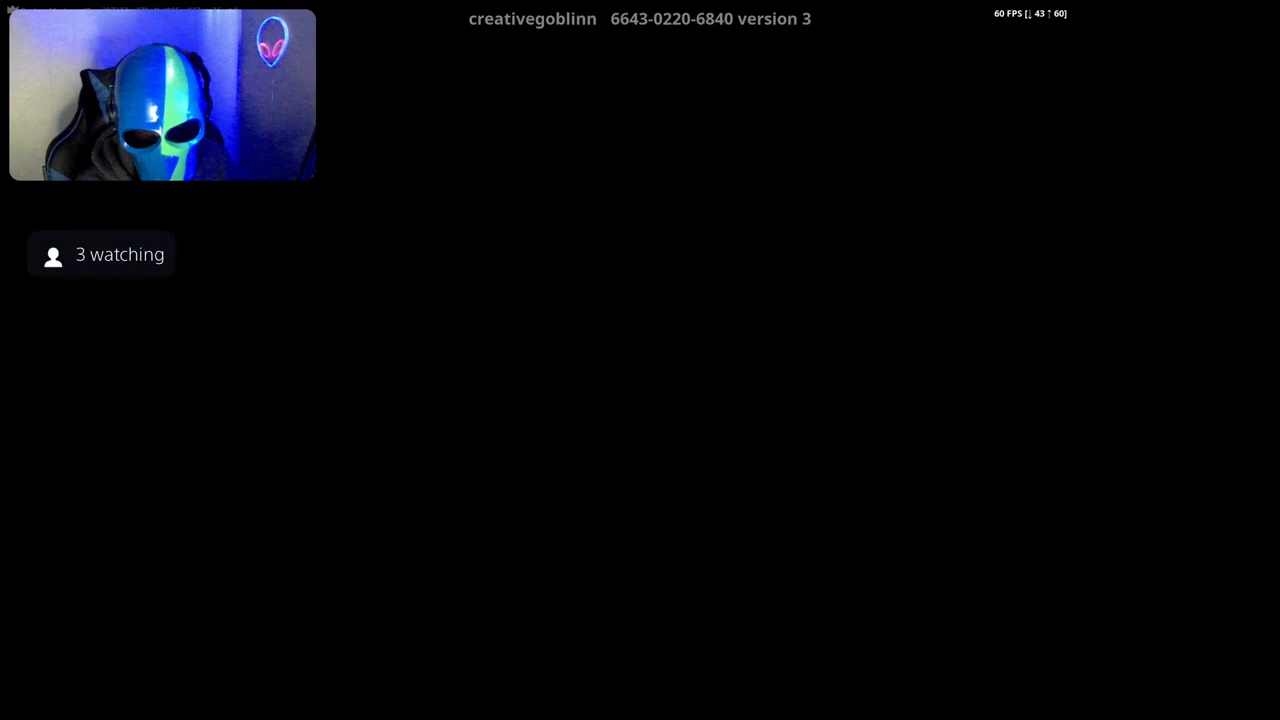 creativegoblinn 6643-0220-6840 version 3
60 FPS [↓ 43 ↑ 60]
3 watching